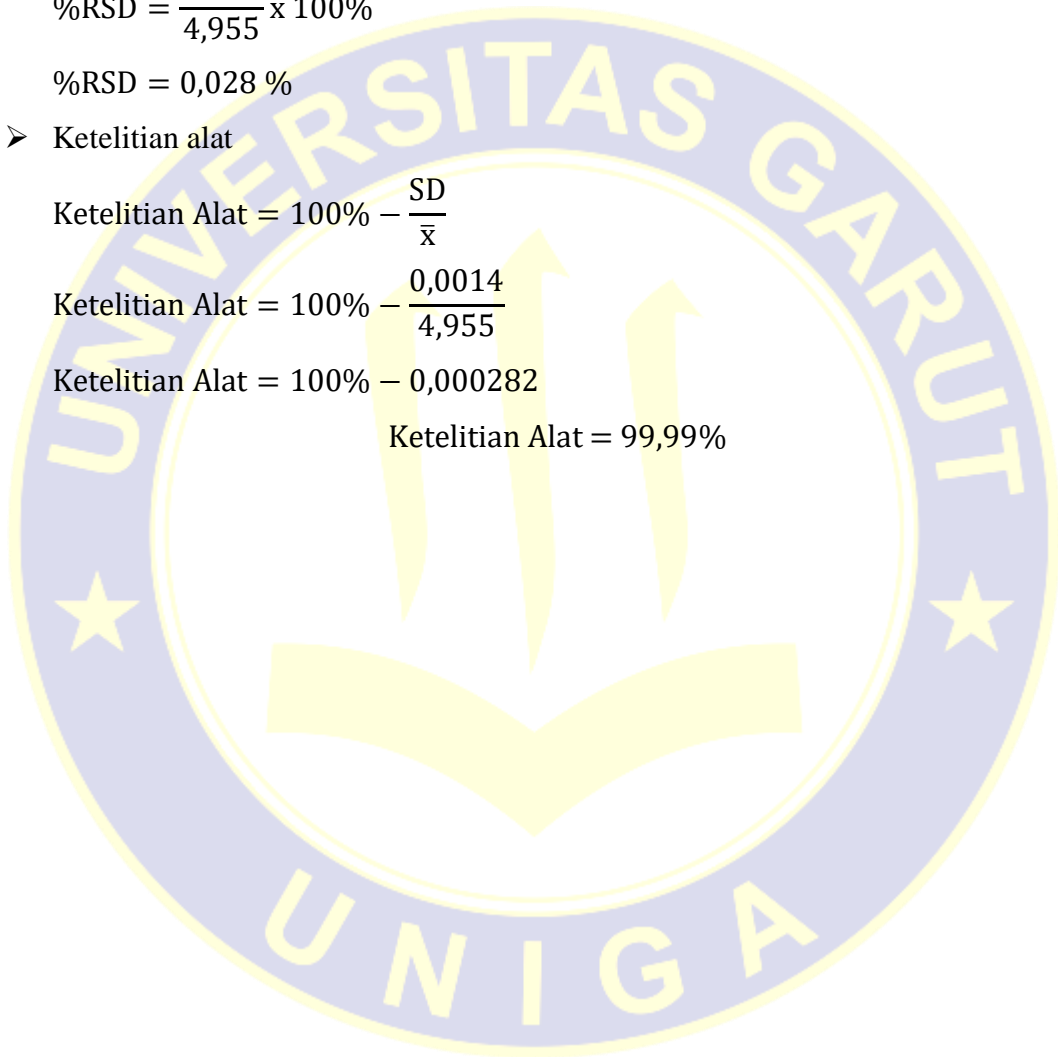 %RSD = ――― x 100%
4,955
%RSD = 0,028 %
➢ Ketelitian alat
Ketelitian Alat = 100% − SD/x̅
Ketelitian Alat = 100% − 0,0014/4,955
Ketelitian Alat = 100% − 0,000282
Ketelitian Alat = 99,99%
UNIVERSITAS GARUT
UNIGA